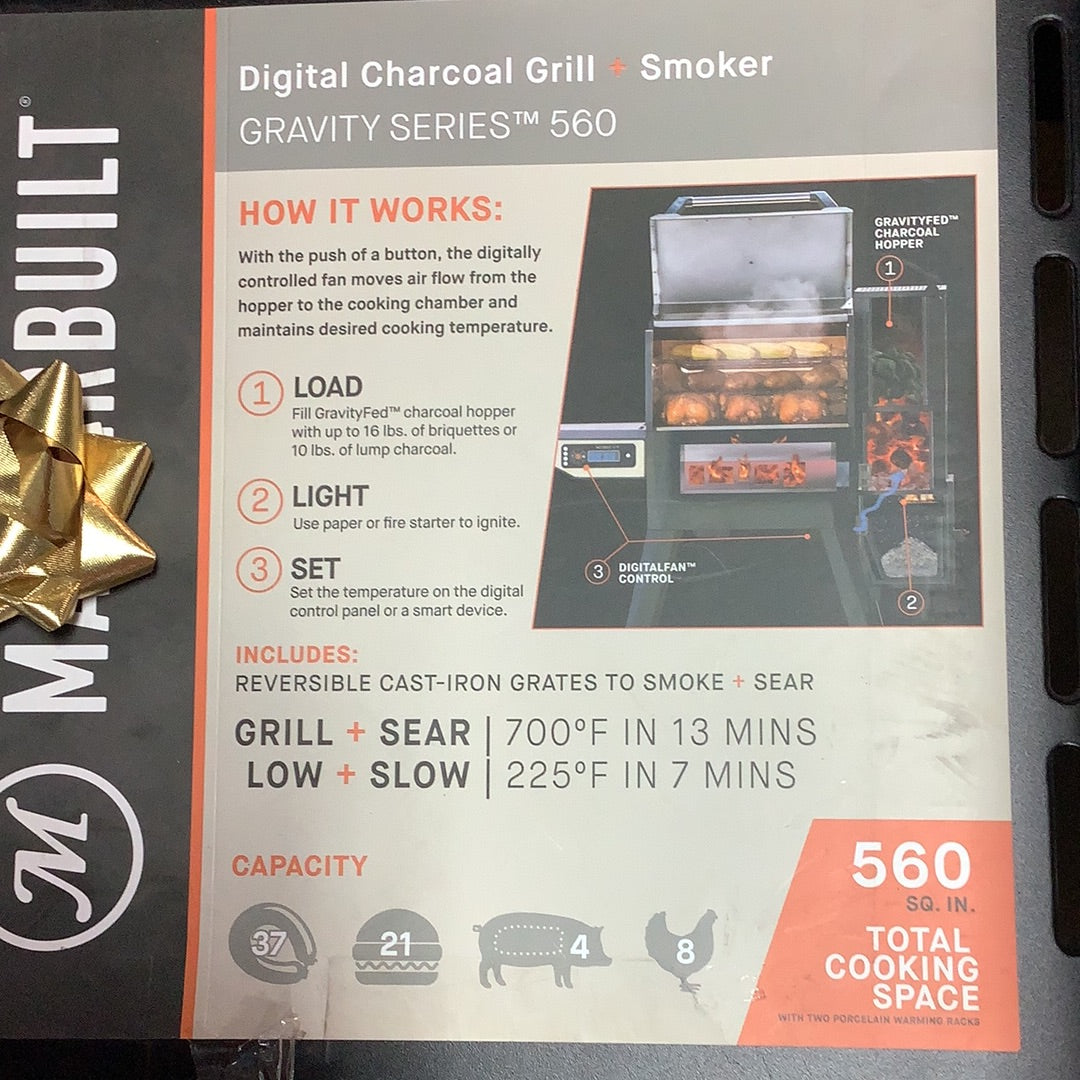 MASTERBUILT®
M
Digital Charcoal Grill + Smoker
GRAVITY SERIES™ 560
HOW IT WORKS:
With the push of a button, the digitally
controlled fan moves air flow from the
hopper to the cooking chamber and
maintains desired cooking temperature.
1 LOAD
Fill GravityFed™ charcoal hopper
with up to 16 lbs. of briquettes or
10 lbs. of lump charcoal.
2 LIGHT
Use paper or fire starter to ignite.
3 SET
Set the temperature on the digital
control panel or a smart device.
GRAVITYFED™
CHARCOAL
HOPPER
1
3 DIGITALFAN™
CONTROL
2
INCLUDES:
REVERSIBLE CAST-IRON GRATES TO SMOKE + SEAR
GRILL + SEAR | 700°F IN 13 MINS
LOW + SLOW | 225°F IN 7 MINS
CAPACITY
37 21 4 8
560
SQ. IN.
TOTAL
COOKING
SPACE
WITH TWO PORCELAIN WARMING RACKS